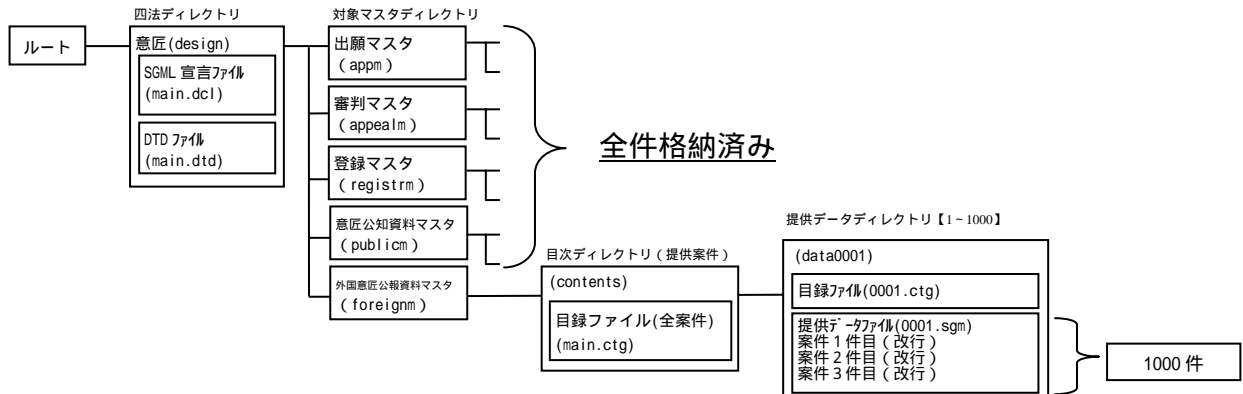 四法ディレクトリ
対象マスタディレクトリ
ルート
意匠(design)
SGML 宣言ファイル
(main.dcl)
DTD ファイル
(main.dtd)
出願マスタ
(appm)
審判マスタ
(appealm)
登録マスタ
(registrm)
意匠公知資料マスタ
(publicm)
外国意匠公報資料マスタ
(foreignm)
全件格納済み
目次ディレクトリ(提供案件)
(contents)
目録ファイル(全案件)
(main.ctg)
提供データディレクトリ【1~1000】
(data0001)
目録ファイル(0001.ctg)
提供データファイル(0001.sgm)
案件1件目(改行)
案件2件目(改行)
案件3件目(改行)
1000 件